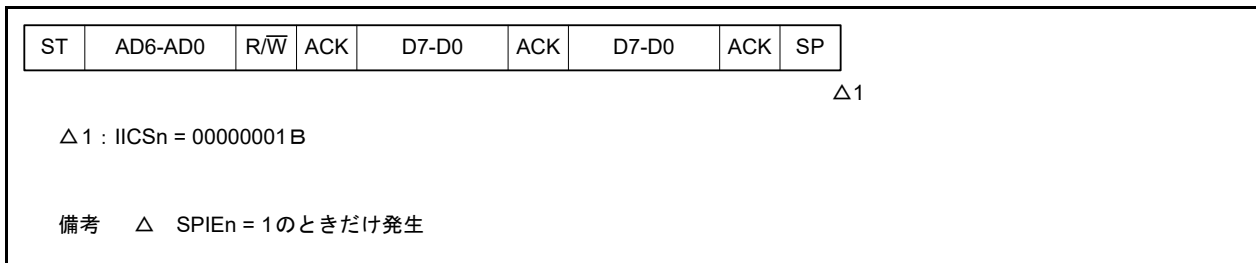 ST AD6-AD0 R/W̅ ACK D7-D0 ACK D7-D0 ACK SP
△1
△1：IICSn = 00000001Ｂ
備考 △ SPIEn = 1のときだけ発生